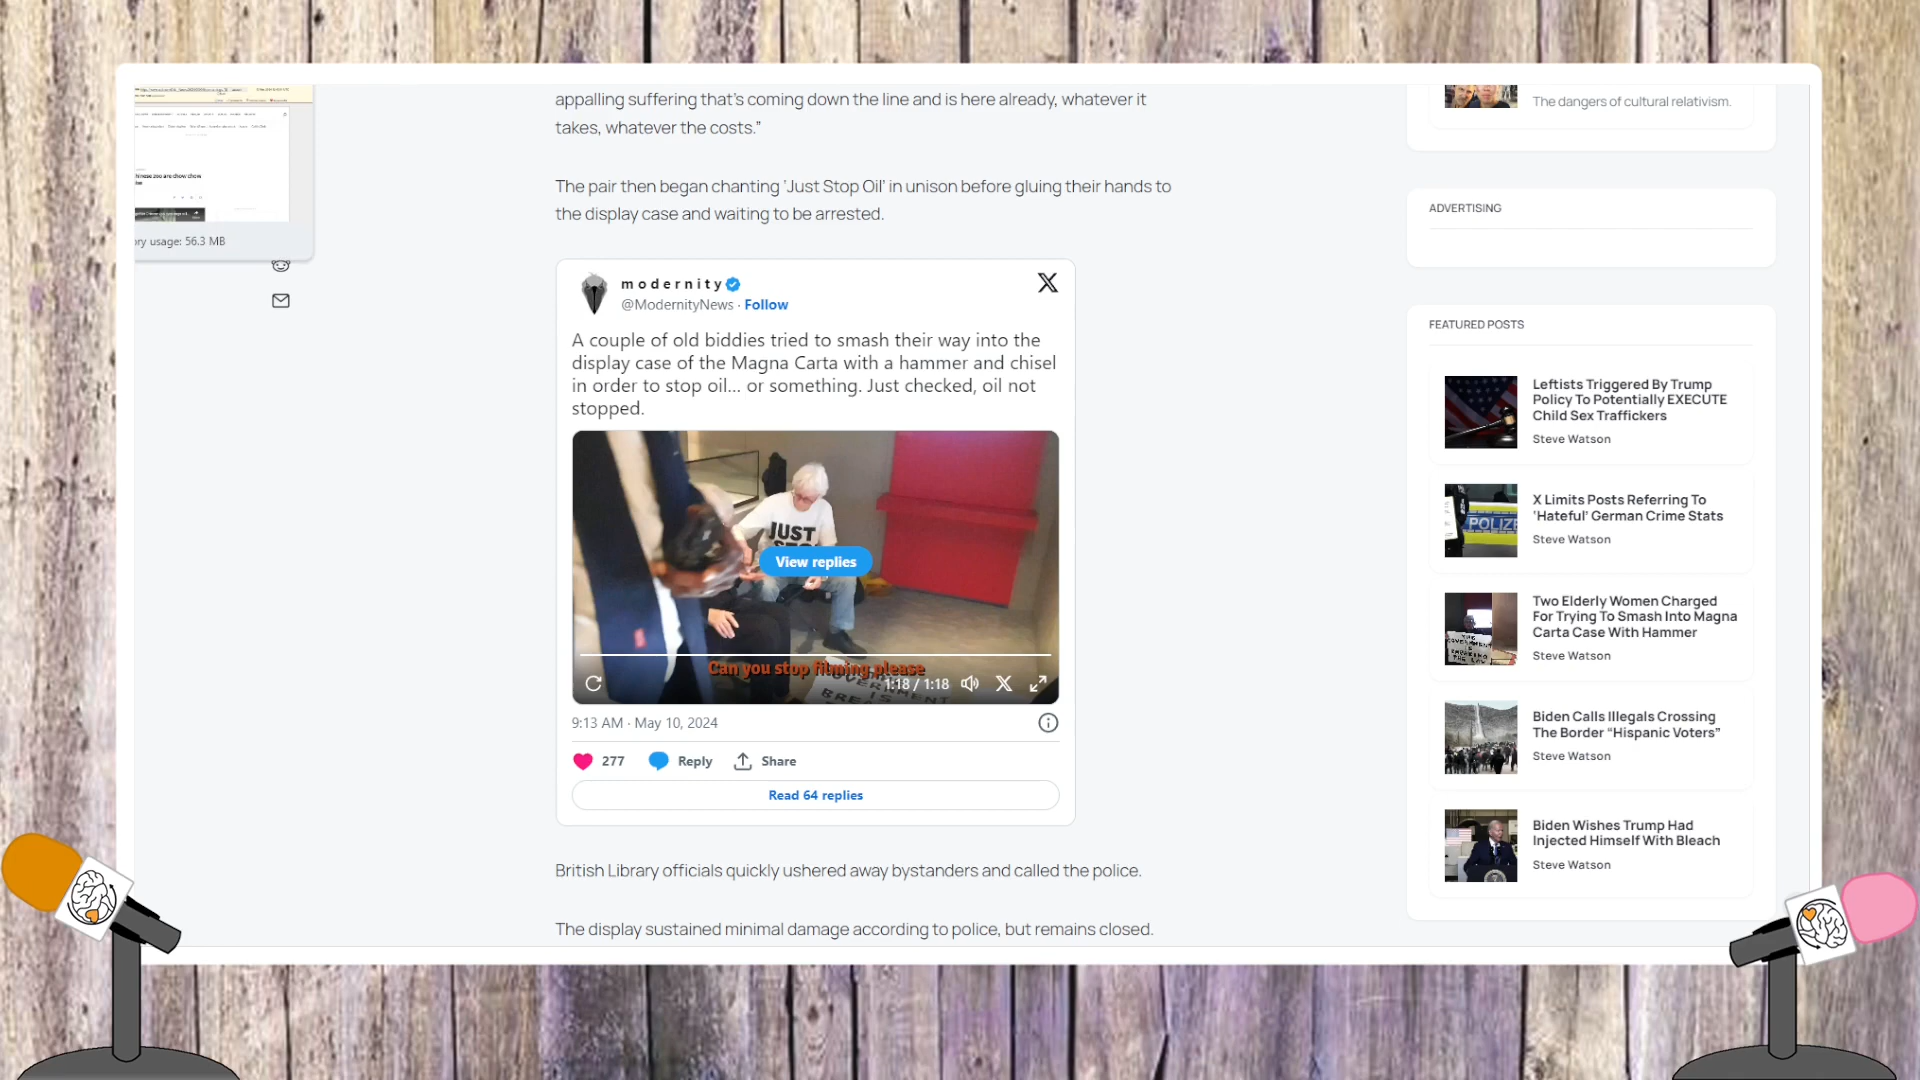 appalling suffering that's coming down the line and is here already, whatever it
takes, whatever the costs."
The pair then began chanting 'Just Stop Oil' in unison before gluing their hands to
the display case and waiting to be arrested.
ory usage: 56.3 MB
modernity
@ModernityNews · Follow
A couple of old biddies tried to smash their way into the
display case of the Magna Carta with a hammer and chisel
in order to stop oil... or something. Just checked, oil not
stopped.
JUST
View replies
Can you stop filming please
1:18 / 1:18
9:13 AM · May 10, 2024
277
Reply
Share
Read 64 replies
British Library officials quickly ushered away bystanders and called the police.
The display sustained minimal damage according to police, but remains closed.
The dangers of cultural relativism.
ADVERTISING
FEATURED POSTS
Leftists Triggered By Trump
Policy To Potentially EXECUTE
Child Sex Traffickers
Steve Watson
X Limits Posts Referring To
'Hateful' German Crime Stats
Steve Watson
POLIZE
Two Elderly Women Charged
For Trying To Smash Into Magna
Carta Case With Hammer
Steve Watson
Biden Calls Illegals Crossing
The Border "Hispanic Voters"
Steve Watson
Biden Wishes Trump Had
Injected Himself With Bleach
Steve Watson